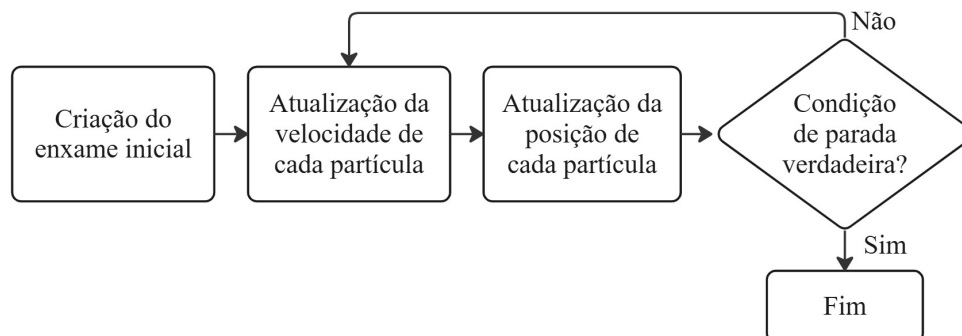 Não
Criação do
enxame inicial
Atualização da
velocidade de
cada partícula
Atualização da
posição de
cada partícula
Condição
de parada
verdadeira?
Sim
Fim